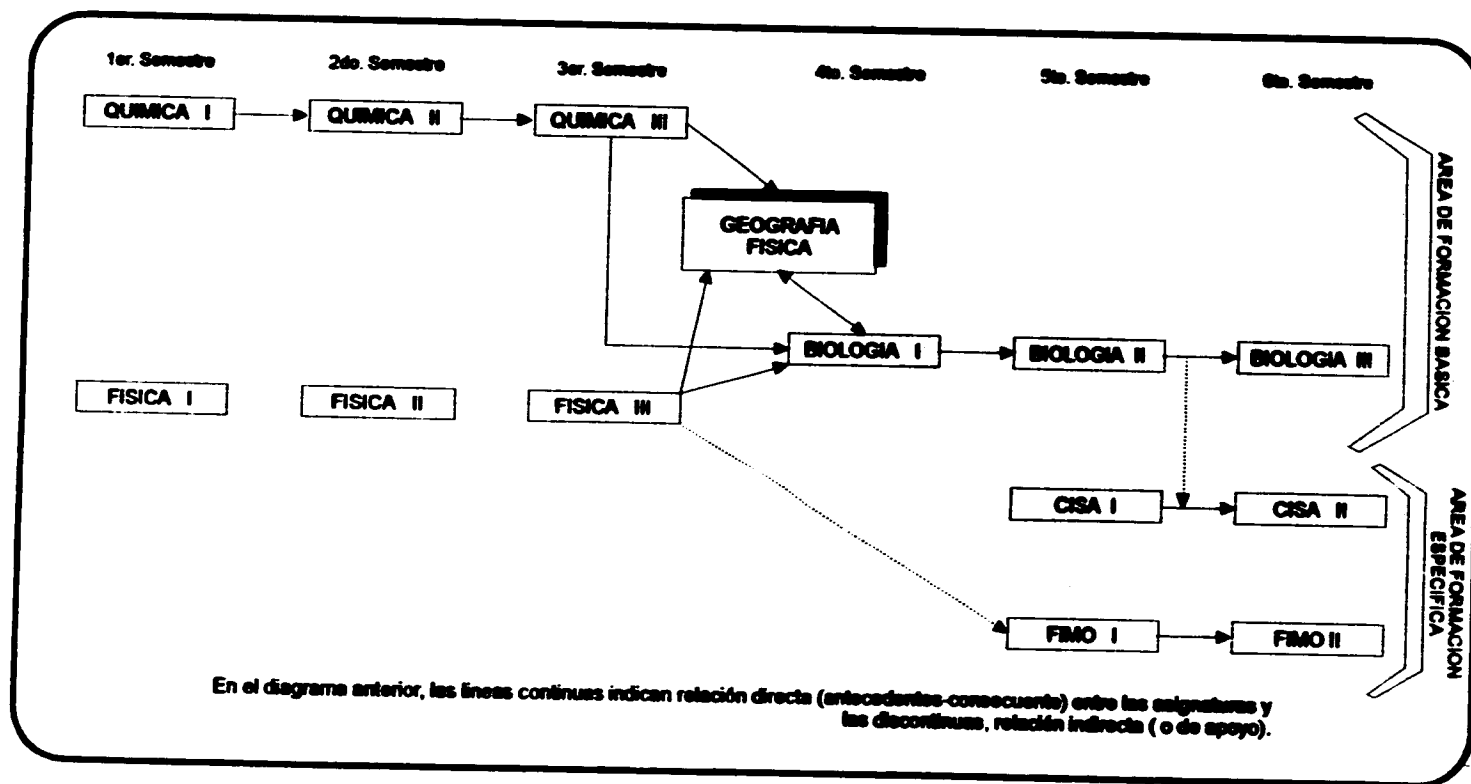 1er. Semestre
2do. Semestre
3er. Semestre
4to. Semestre
5to. Semestre
6to. Semestre
QUIMICA I
QUIMICA II
QUIMICA III
GEOGRAFIA
FISICA
BIOLOGIA I
BIOLOGIA II
BIOLOGIA III
FISICA I
FISICA II
FISICA III
CISA I
CISA II
FIMO I
FIMO II
AREA DE FORMACION BASICA
AREA DE FORMACION
ESPECIFICA
En el diagrama anterior, las líneas continuas indican relación directa (antecedentes-consecuente) entre las asignaturas y
las discontinuas, relación indirecta ( o de apoyo).